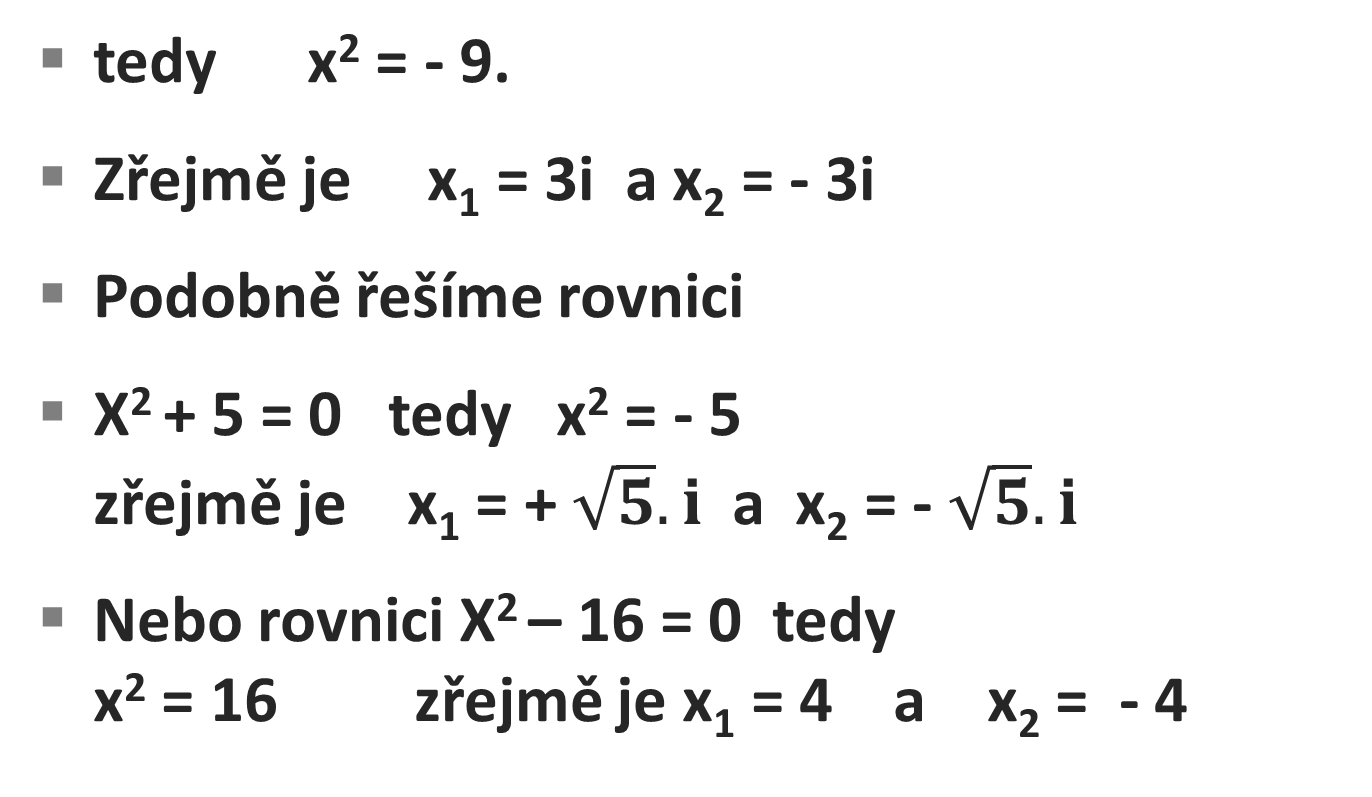 ▪ tedy x² = - 9.
▪ Zřejmě je x₁ = 3i a x₂ = - 3i
▪ Podobně řešíme rovnici
▪ X² + 5 = 0 tedy x² = - 5
zřejmě je x₁ = + √5. i a x₂ = - √5. i
▪ Nebo rovnici X² – 16 = 0 tedy
x² = 16 zřejmě je x₁ = 4 a x₂ = - 4